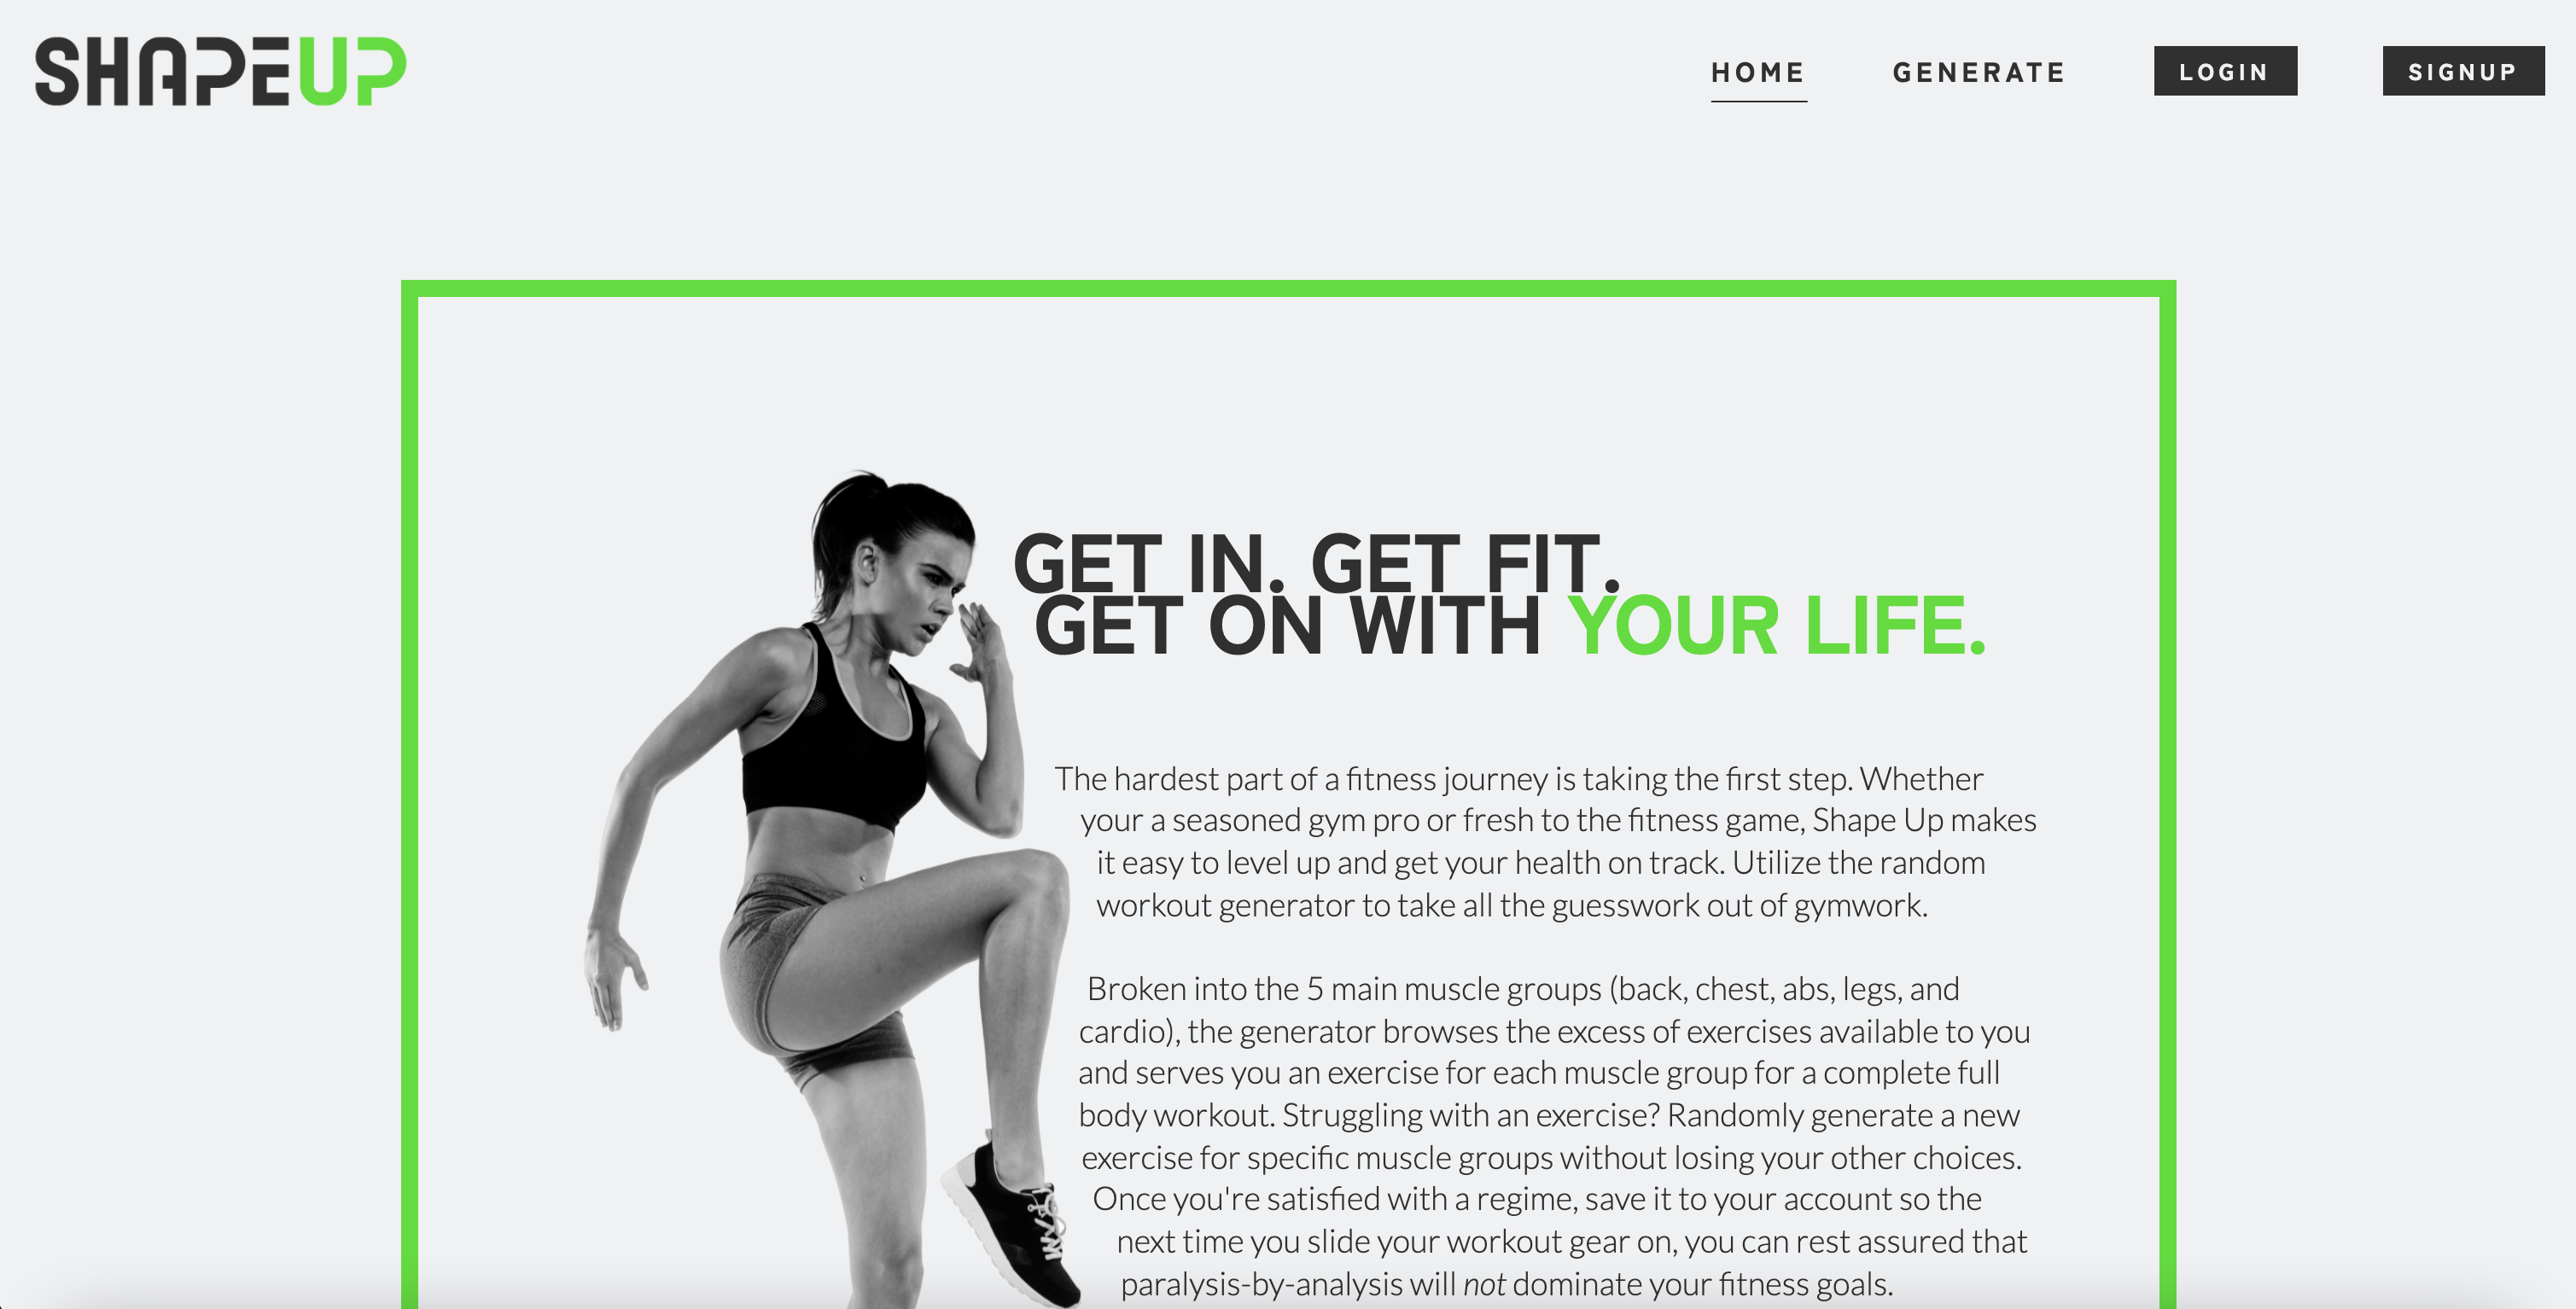 SHAPEUP
HOME
GENERATE
LOGIN
SIGNUP
GET IN. GET FIT.
GET ON WITH YOUR LIFE.
The hardest part of a fitness journey is taking the first step. Whether
your a seasoned gym pro or fresh to the fitness game, Shape Up makes
it easy to level up and get your health on track. Utilize the random
workout generator to take all the guesswork out of gymwork.
Broken into the 5 main muscle groups (back, chest, abs, legs, and
cardio), the generator browses the excess of exercises available to you
and serves you an exercise for each muscle group for a complete full
body workout. Struggling with an exercise? Randomly generate a new
exercise for specific muscle groups without losing your other choices.
Once you're satisfied with a regime, save it to your account so the
next time you slide your workout gear on, you can rest assured that
paralysis-by-analysis will not dominate your fitness goals.